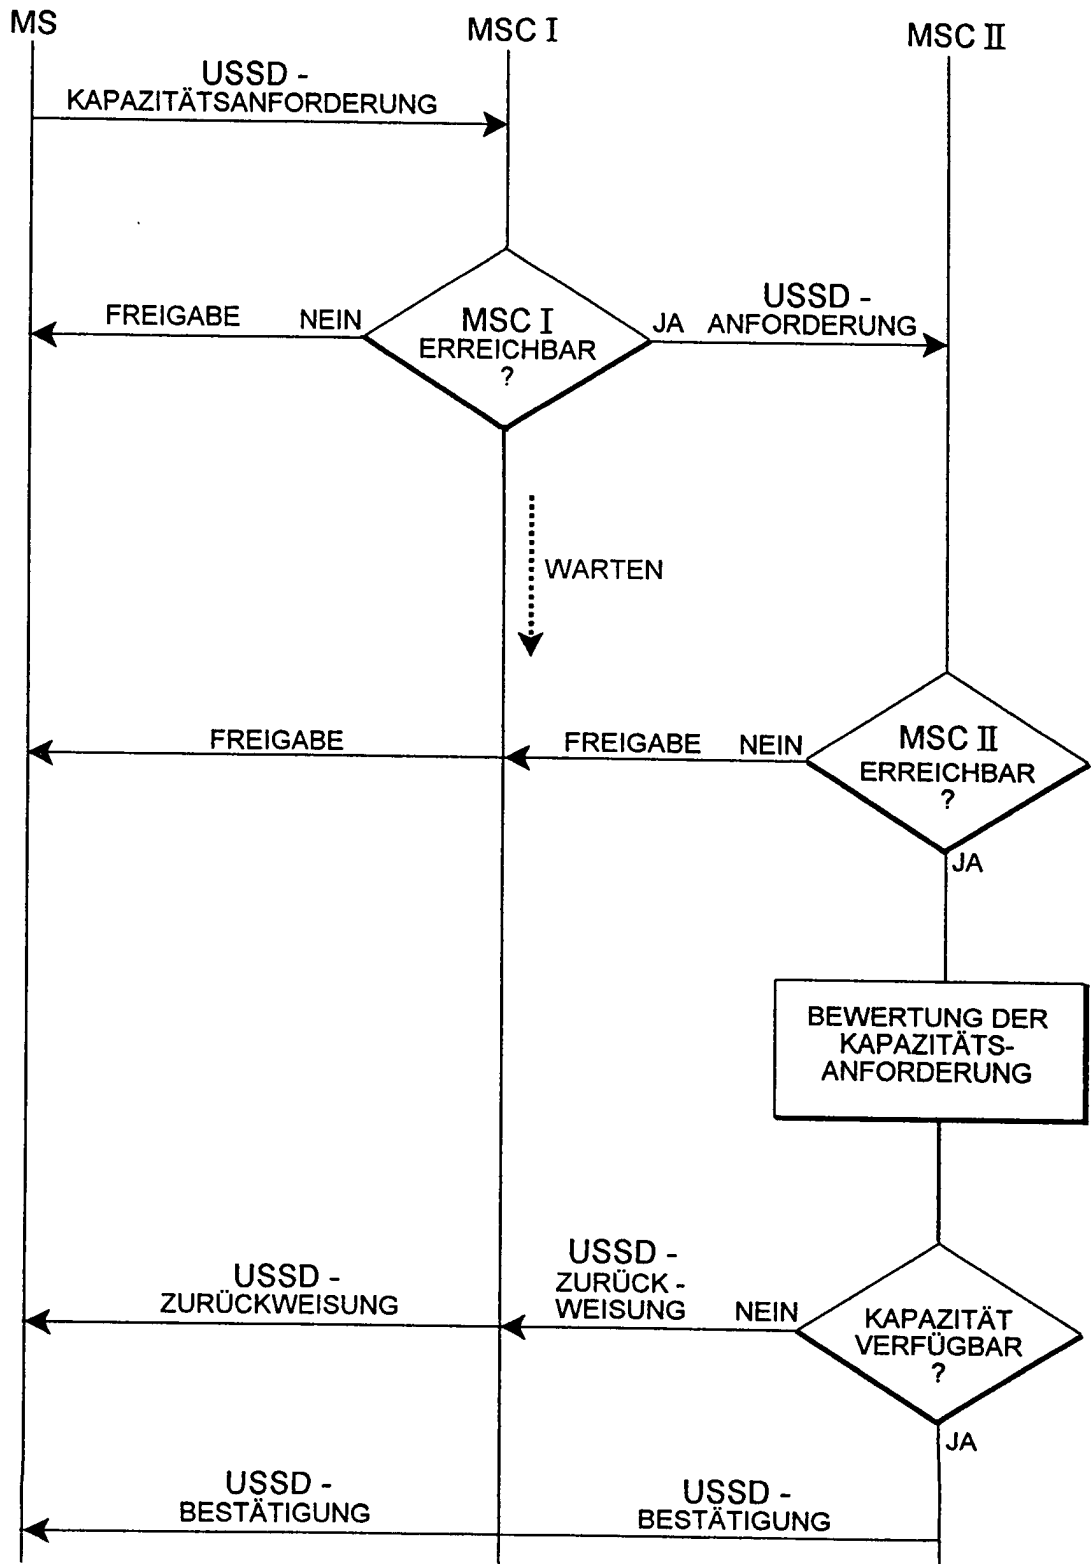 MS
MSC I
MSC II
USSD -
KAPAZITÄTSANFORDERUNG
FREIGABE
NEIN
MSC I
ERREICHBAR
?
JA
USSD -
ANFORDERUNG
WARTEN
FREIGABE
FREIGABE
NEIN
MSC II
ERREICHBAR
?
JA
BEWERTUNG DER
KAPAZITÄTS-
ANFORDERUNG
USSD -
ZURÜCKWEISUNG
USSD -
ZURÜCK -
WEISUNG
NEIN
KAPAZITÄT
VERFÜGBAR
?
JA
USSD -
BESTÄTIGUNG
USSD -
BESTÄTIGUNG